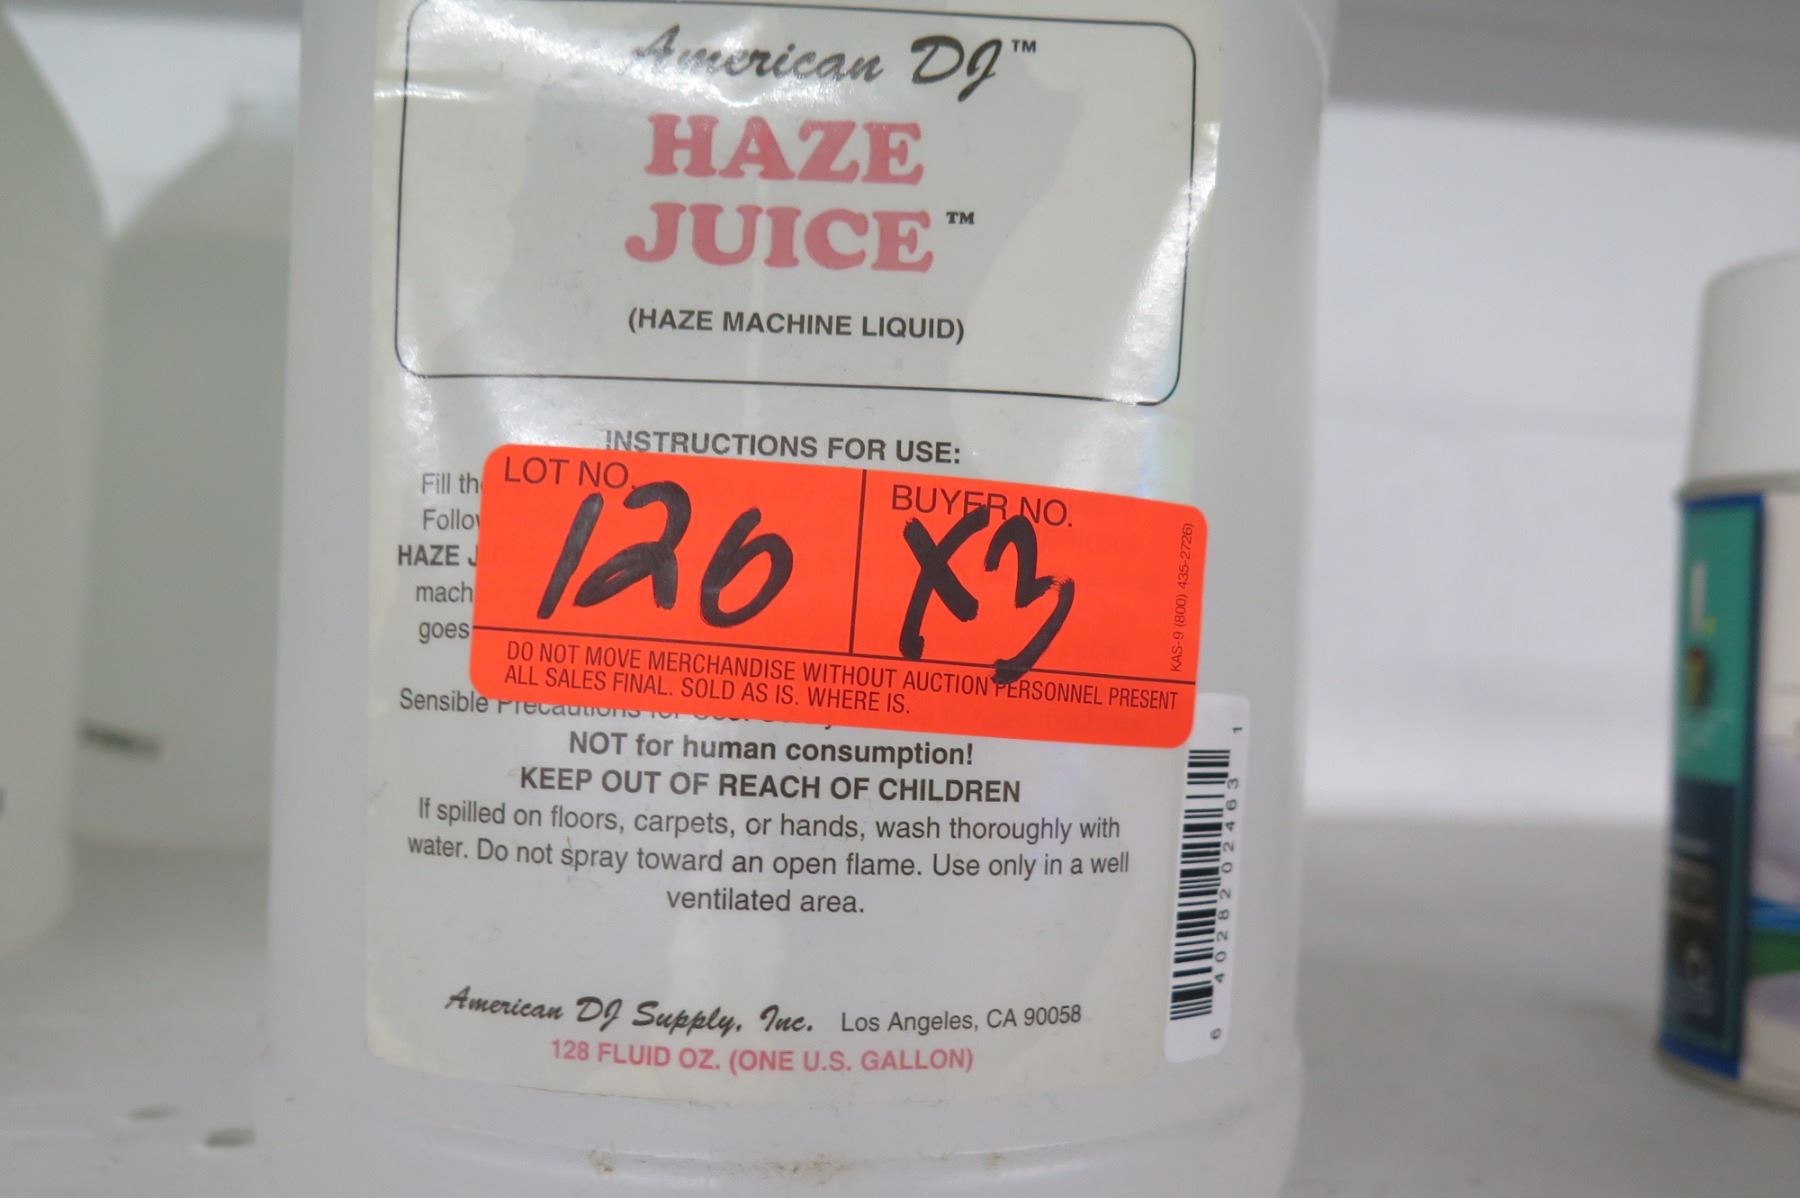 American DJ™
HAZE
JUICE™
(HAZE MACHINE LIQUID)
INSTRUCTIONS FOR USE:
Fill th
Follow
HAZE J
mach
goes
LOT NO.
120
BUYER NO.
X3
KAS-9 (800) 435-2726)
DO NOT MOVE MERCHANDISE WITHOUT AUCTION PERSONNEL PRESENT
ALL SALES FINAL. SOLD AS IS. WHERE IS.
Sensible Precautions for
NOT for human consumption!
KEEP OUT OF REACH OF CHILDREN
If spilled on floors, carpets, or hands, wash thoroughly with
water. Do not spray toward an open flame. Use only in a well
ventilated area.
American DJ Supply, Inc. Los Angeles, CA 90058
128 FLUID OZ. (ONE U.S. GALLON)
6 40282 02463 1